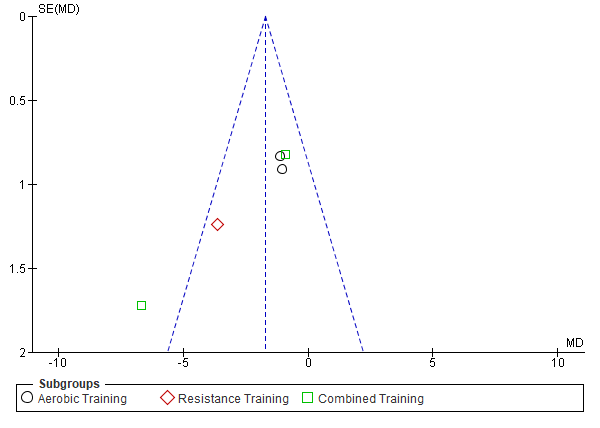 SE(MD)
0
0.5
1
1.5
2
MD
-10 -5 0 5 10
Subgroups
Aerobic Training Resistance Training Combined Training